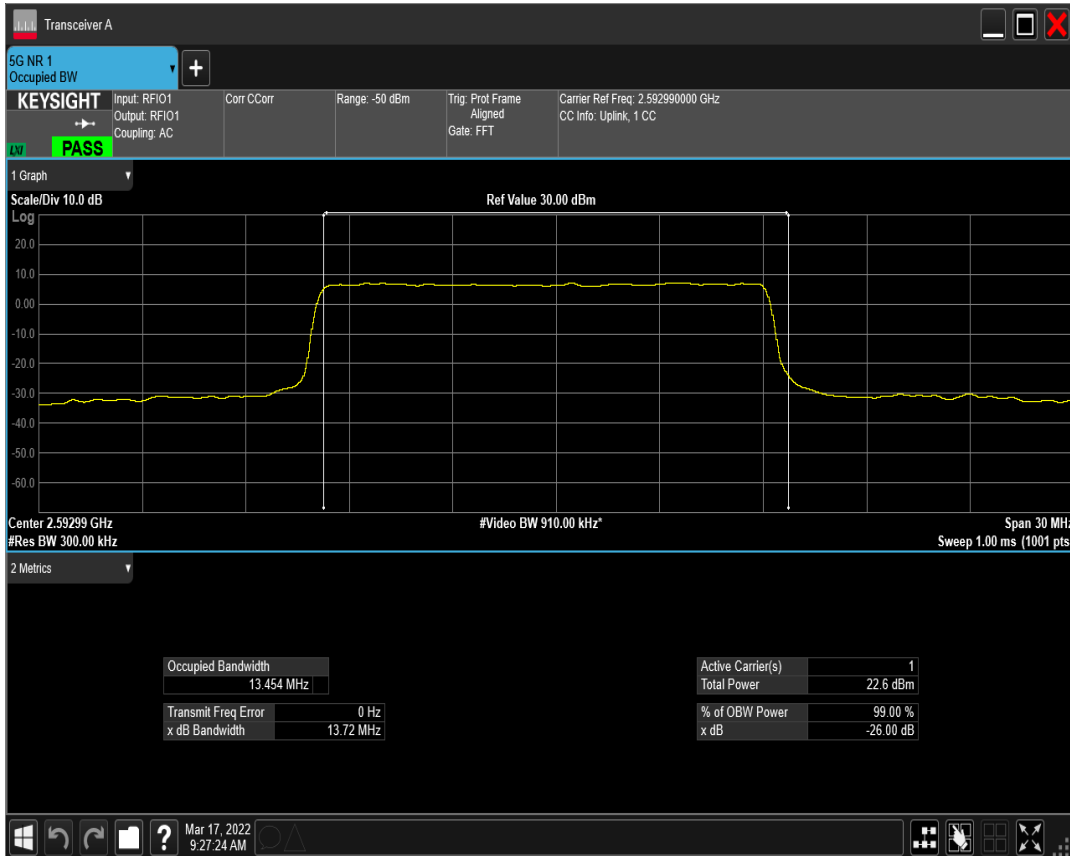 Transceiver A
5G NR 1
Occupied BW
+
KEYSIGHT
LXI
PASS
Input: RFIO1
Output: RFIO1
Coupling: AC
Corr CCorr
Range: -50 dBm
Trig: Prot Frame
Aligned
Gate: FFT
Carrier Ref Freq: 2.592990000 GHz
CC Info: Uplink, 1 CC
1 Graph
Scale/Div 10.0 dB
Ref Value 30.00 dBm
Log
20.0
10.0
0.00
-10.0
-20.0
-30.0
-40.0
-50.0
-60.0
Center 2.59299 GHz
#Video BW 910.00 kHz*
Span 30 MHz
#Res BW 300.00 kHz
Sweep 1.00 ms (1001 pts
2 Metrics
Occupied Bandwidth
13.454 MHz
Transmit Freq Error 0 Hz
x dB Bandwidth 13.72 MHz
Active Carrier(s) 1
Total Power 22.6 dBm
% of OBW Power 99.00 %
x dB -26.00 dB
?
Mar 17, 2022
9:27:24 AM